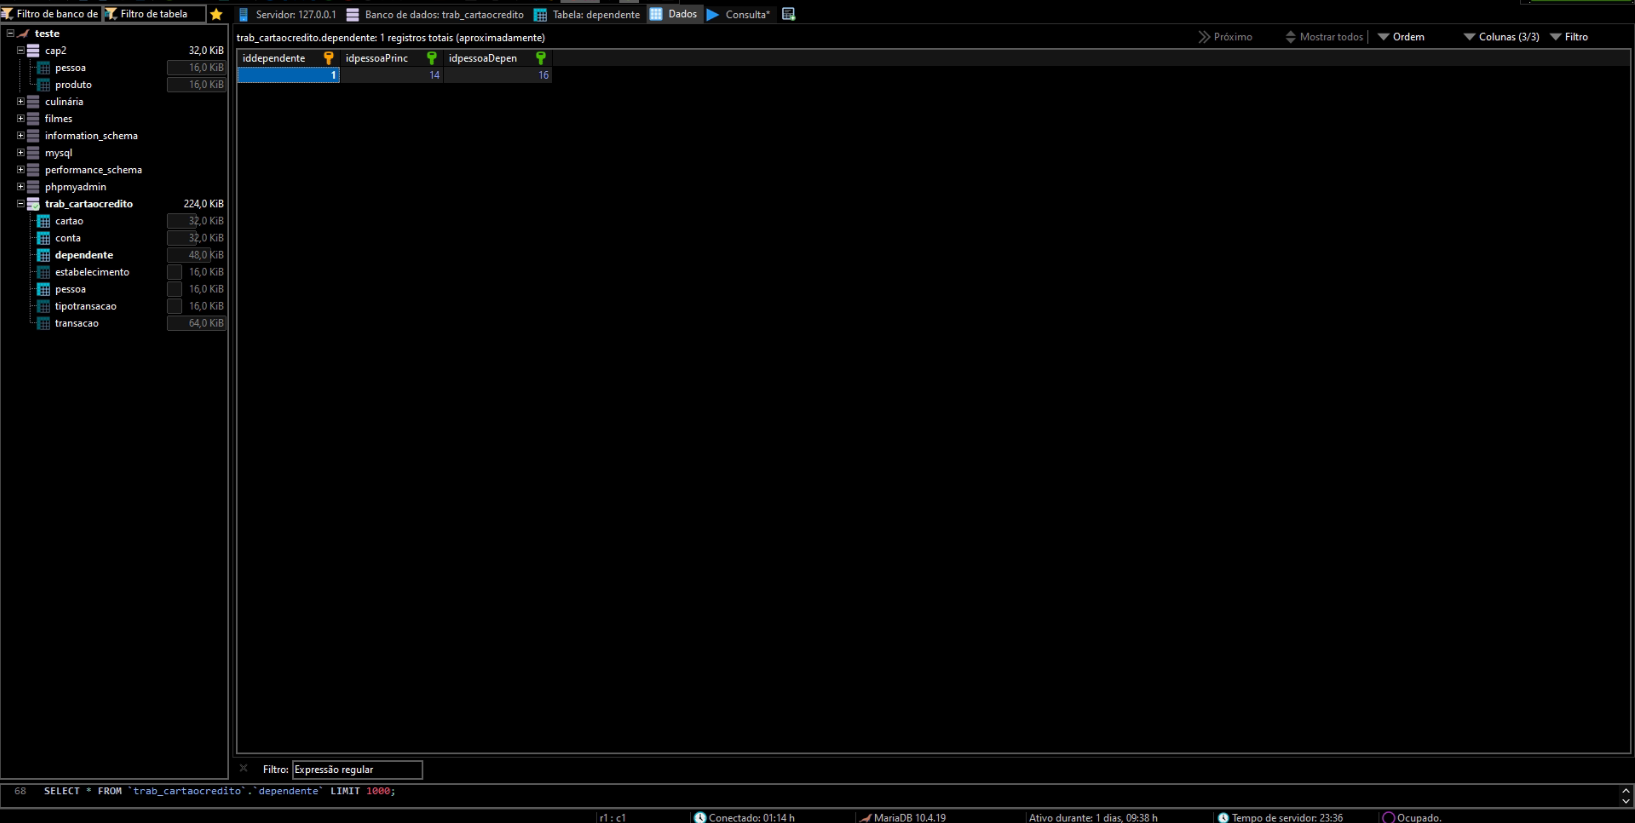 Filtro de banco de Filtro de tabela
Servidor: 127.0.0.1 Banco de dados: trab_cartaocredito Tabela: dependente Dados Consulta*
teste
cap2 32,0 KiB
pessoa 16,0 KiB
produto 16,0 KiB
culinária
filmes
information_schema
mysql
performance_schema
phpmyadmin
trab_cartaocredito 224,0 KiB
cartao 32,0 KiB
conta 32,0 KiB
dependente 48,0 KiB
estabelecimento 16,0 KiB
pessoa 16,0 KiB
tipotransacao 16,0 KiB
transacao 64,0 KiB
trab_cartaocredito.dependente: 1 registros totais (aproximadamente)
Próximo Mostrar todos Ordem Colunas (3/3) Filtro
iddependente idpessoaPrinc idpessoaDepen
1 14 16
Filtro: Expressão regular
68 SELECT * FROM `trab_cartaocredito`.`dependente` LIMIT 1000;
r1 : c1 Conectado: 01:14 h MariaDB 10.4.19 Ativo durante: 1 dias, 09:38 h Tempo de servidor: 23:36 Ocupado.